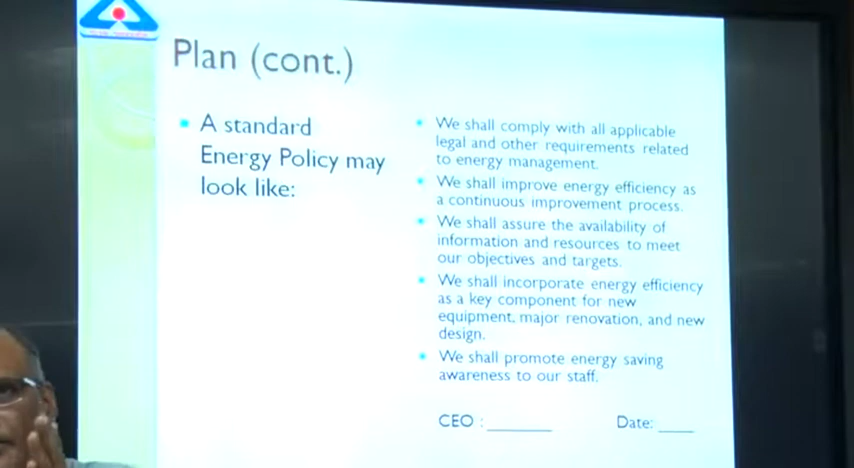 Plan (cont.)
• A standard
Energy Policy may
look like:
• We shall comply with all applicable
legal and other requirements related
to energy management.
• We shall improve energy efficiency as
a continuous improvement process.
• We shall assure the availability of
information and resources to meet
our objectives and targets.
• We shall incorporate energy efficiency
as a key component for new
equipment, major renovation, and new
design.
• We shall promote energy saving
awareness to our staff.
CEO : ________ Date: ____